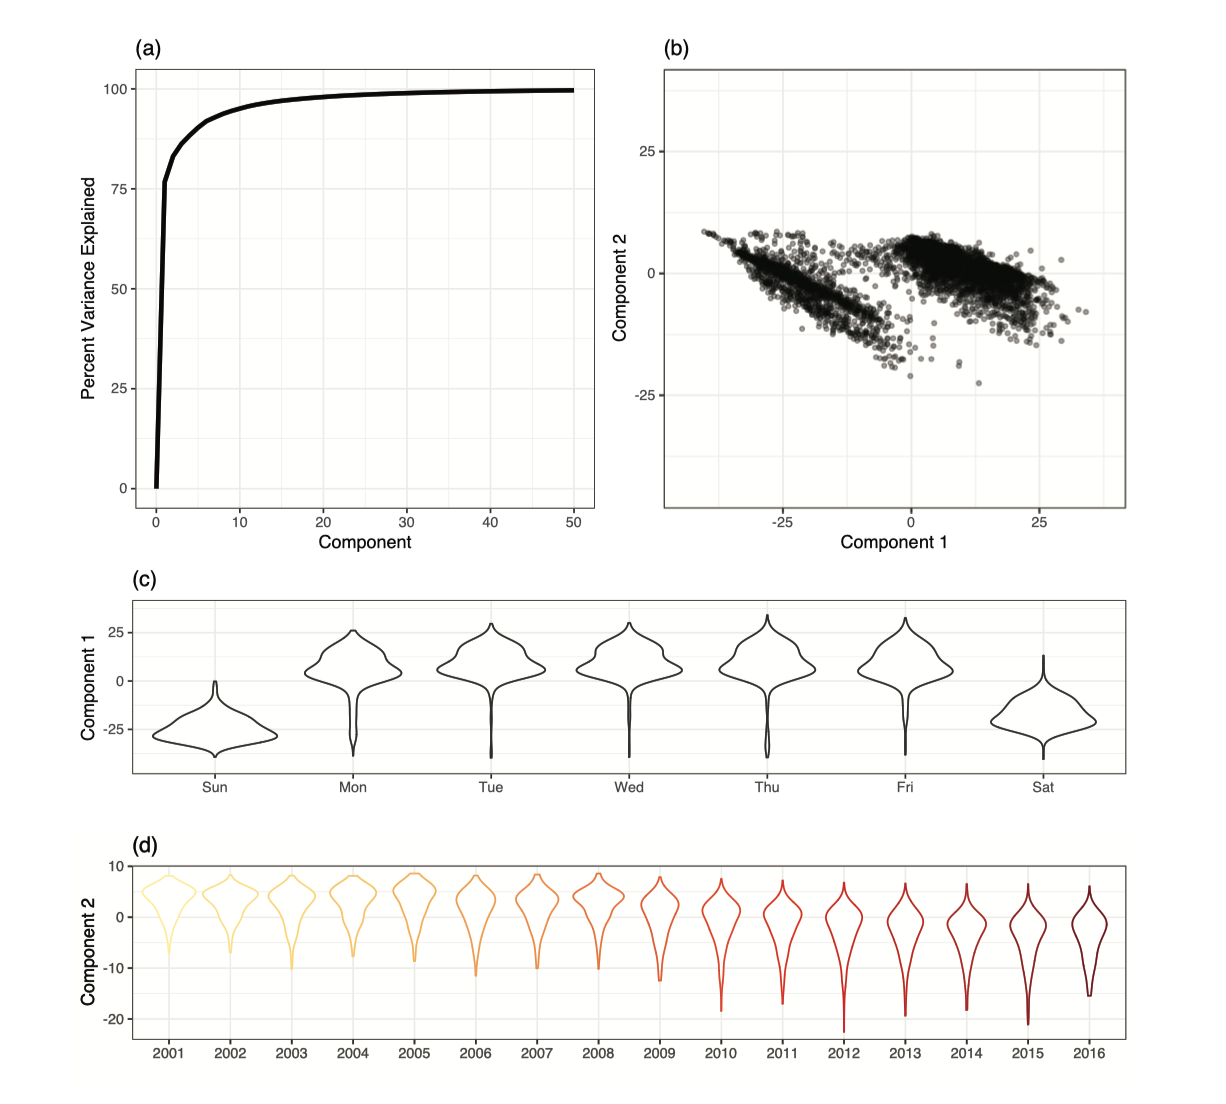 (a)
100
75
50
25
0
Percent Variance Explained
0 10 20 30 40 50
Component
(b)
25
0
-25
Component 2
-25 0 25
Component 1
(c)
25
0
-25
Component 1
Sun Mon Tue Wed Thu Fri Sat
(d)
10
0
-10
-20
Component 2
2001 2002 2003 2004 2005 2006 2007 2008 2009 2010 2011 2012 2013 2014 2015 2016